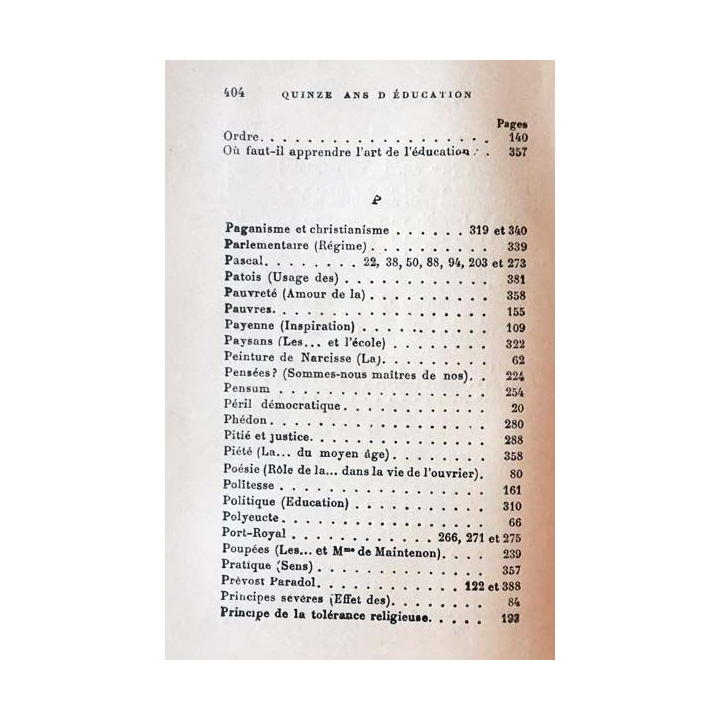 404 QUINZE ANS D ÉDUCATION
Pages
Ordre. . . . . . . . . . . . . . . . . . 140
Où faut-il apprendre l'art de l'éducation . 357
P
Paganisme et christianisme . . . . . . 319 et 340
Parlementaire (Régime) . . . . . . . . . 339
Pascal. . . . . . . . 22, 38, 50, 88, 94, 203 et 273
Patois (Usage des) . . . . . . . . . . . 381
Pauvreté (Amour de la) . . . . . . . . . 358
Pauvres. . . . . . . . . . . . . . . . . 155
Payenne (Inspiration) . . . . . . . . . . 109
Paysans (Les... et l'école) . . . . . . . . 322
Peinture de Narcisse (La). . . . . . . . . 62
Pensées? (Sommes-nous maîtres de nos). . 224
Pensum . . . . . . . . . . . . . . . . . 254
Péril démocratique. . . . . . . . . . . . 20
Phédon. . . . . . . . . . . . . . . . . . 280
Pitié et justice. . . . . . . . . . . . . . 288
Piété (La... du moyen âge) . . . . . . . . 358
Poésie (Rôle de la... dans la vie de l'ouvrier). 80
Politesse . . . . . . . . . . . . . . . . . 161
Politique (Education) . . . . . . . . . . . 310
Polyeucte. . . . . . . . . . . . . . . . . 66
Port-Royal . . . . . . . . . . . 266, 271 et 275
Poupées (Les... et Mme de Maintenon). . . . 239
Pratique (Sens) . . . . . . . . . . . . . . 357
Prévost Paradol. . . . . . . . . . . 122 et 388
Principes sevères (Effet des). . . . . . . . 84
Principe de la tolérance religieuse. . . . . 193